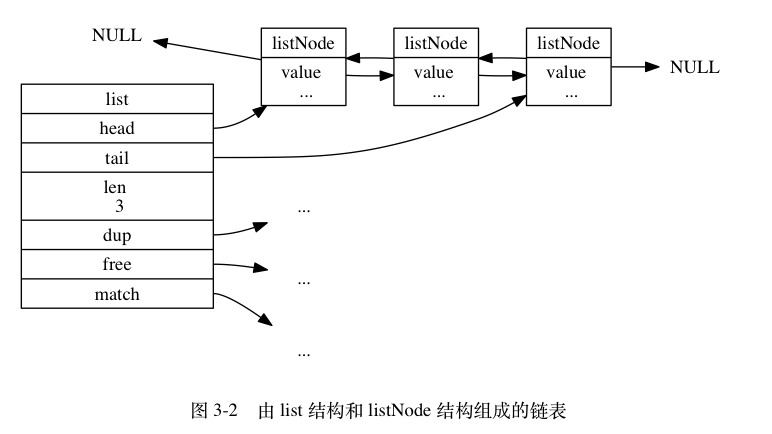 NULL
listNode
value
...
listNode
value
...
listNode
value
...
NULL
list
head
tail
len
3
dup
free
match
...
...
...
图 3-2 由 list 结构和 listNode 结构组成的链表